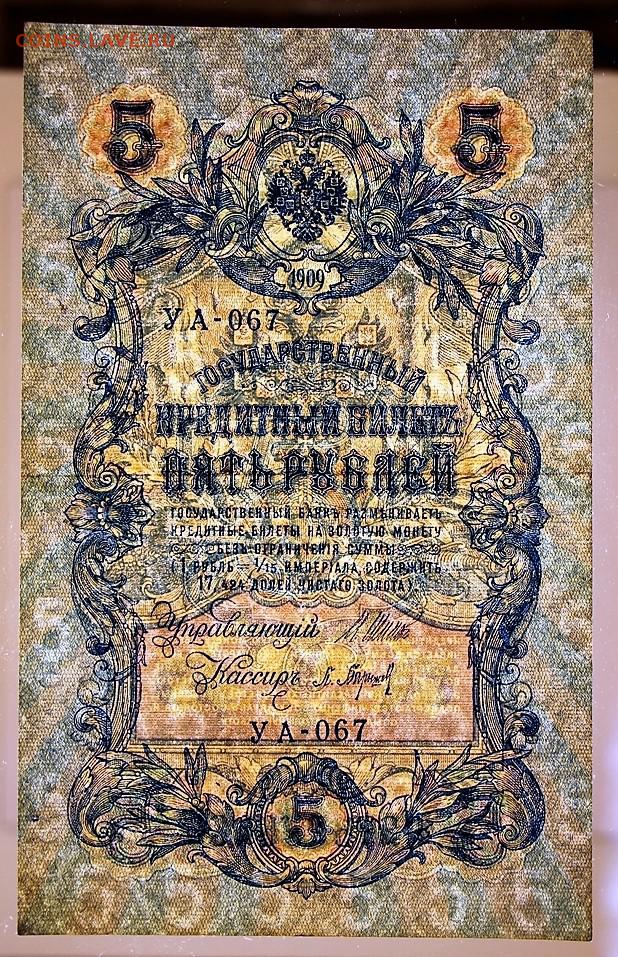 COINS.LAVE.RU
5 5
1909
УА-067
ГОСУДАРСТВЕННЫЙ
КРЕДИТНЫЙ БИЛЕТЪ
ПЯТЬ РУБЛЕЙ
ГОСУДАРСТВЕННЫЙ БАНКЪ РАЗМѢНИВАЕТЪ
КРЕДИТНЫЕ БИЛЕТЫ НА ЗОЛОТУЮ МОНЕТУ
БЕЗЪ ОГРАНИЧЕНІЯ СУММЫ
(1 РУБЛЬ = 1/15 ИМПЕРІАЛА, СОДЕРЖИТЪ
17,424 ДОЛЕЙ ЧИСТАГО ЗОЛОТА)
Управляющій
Кассиръ
УА-067
5